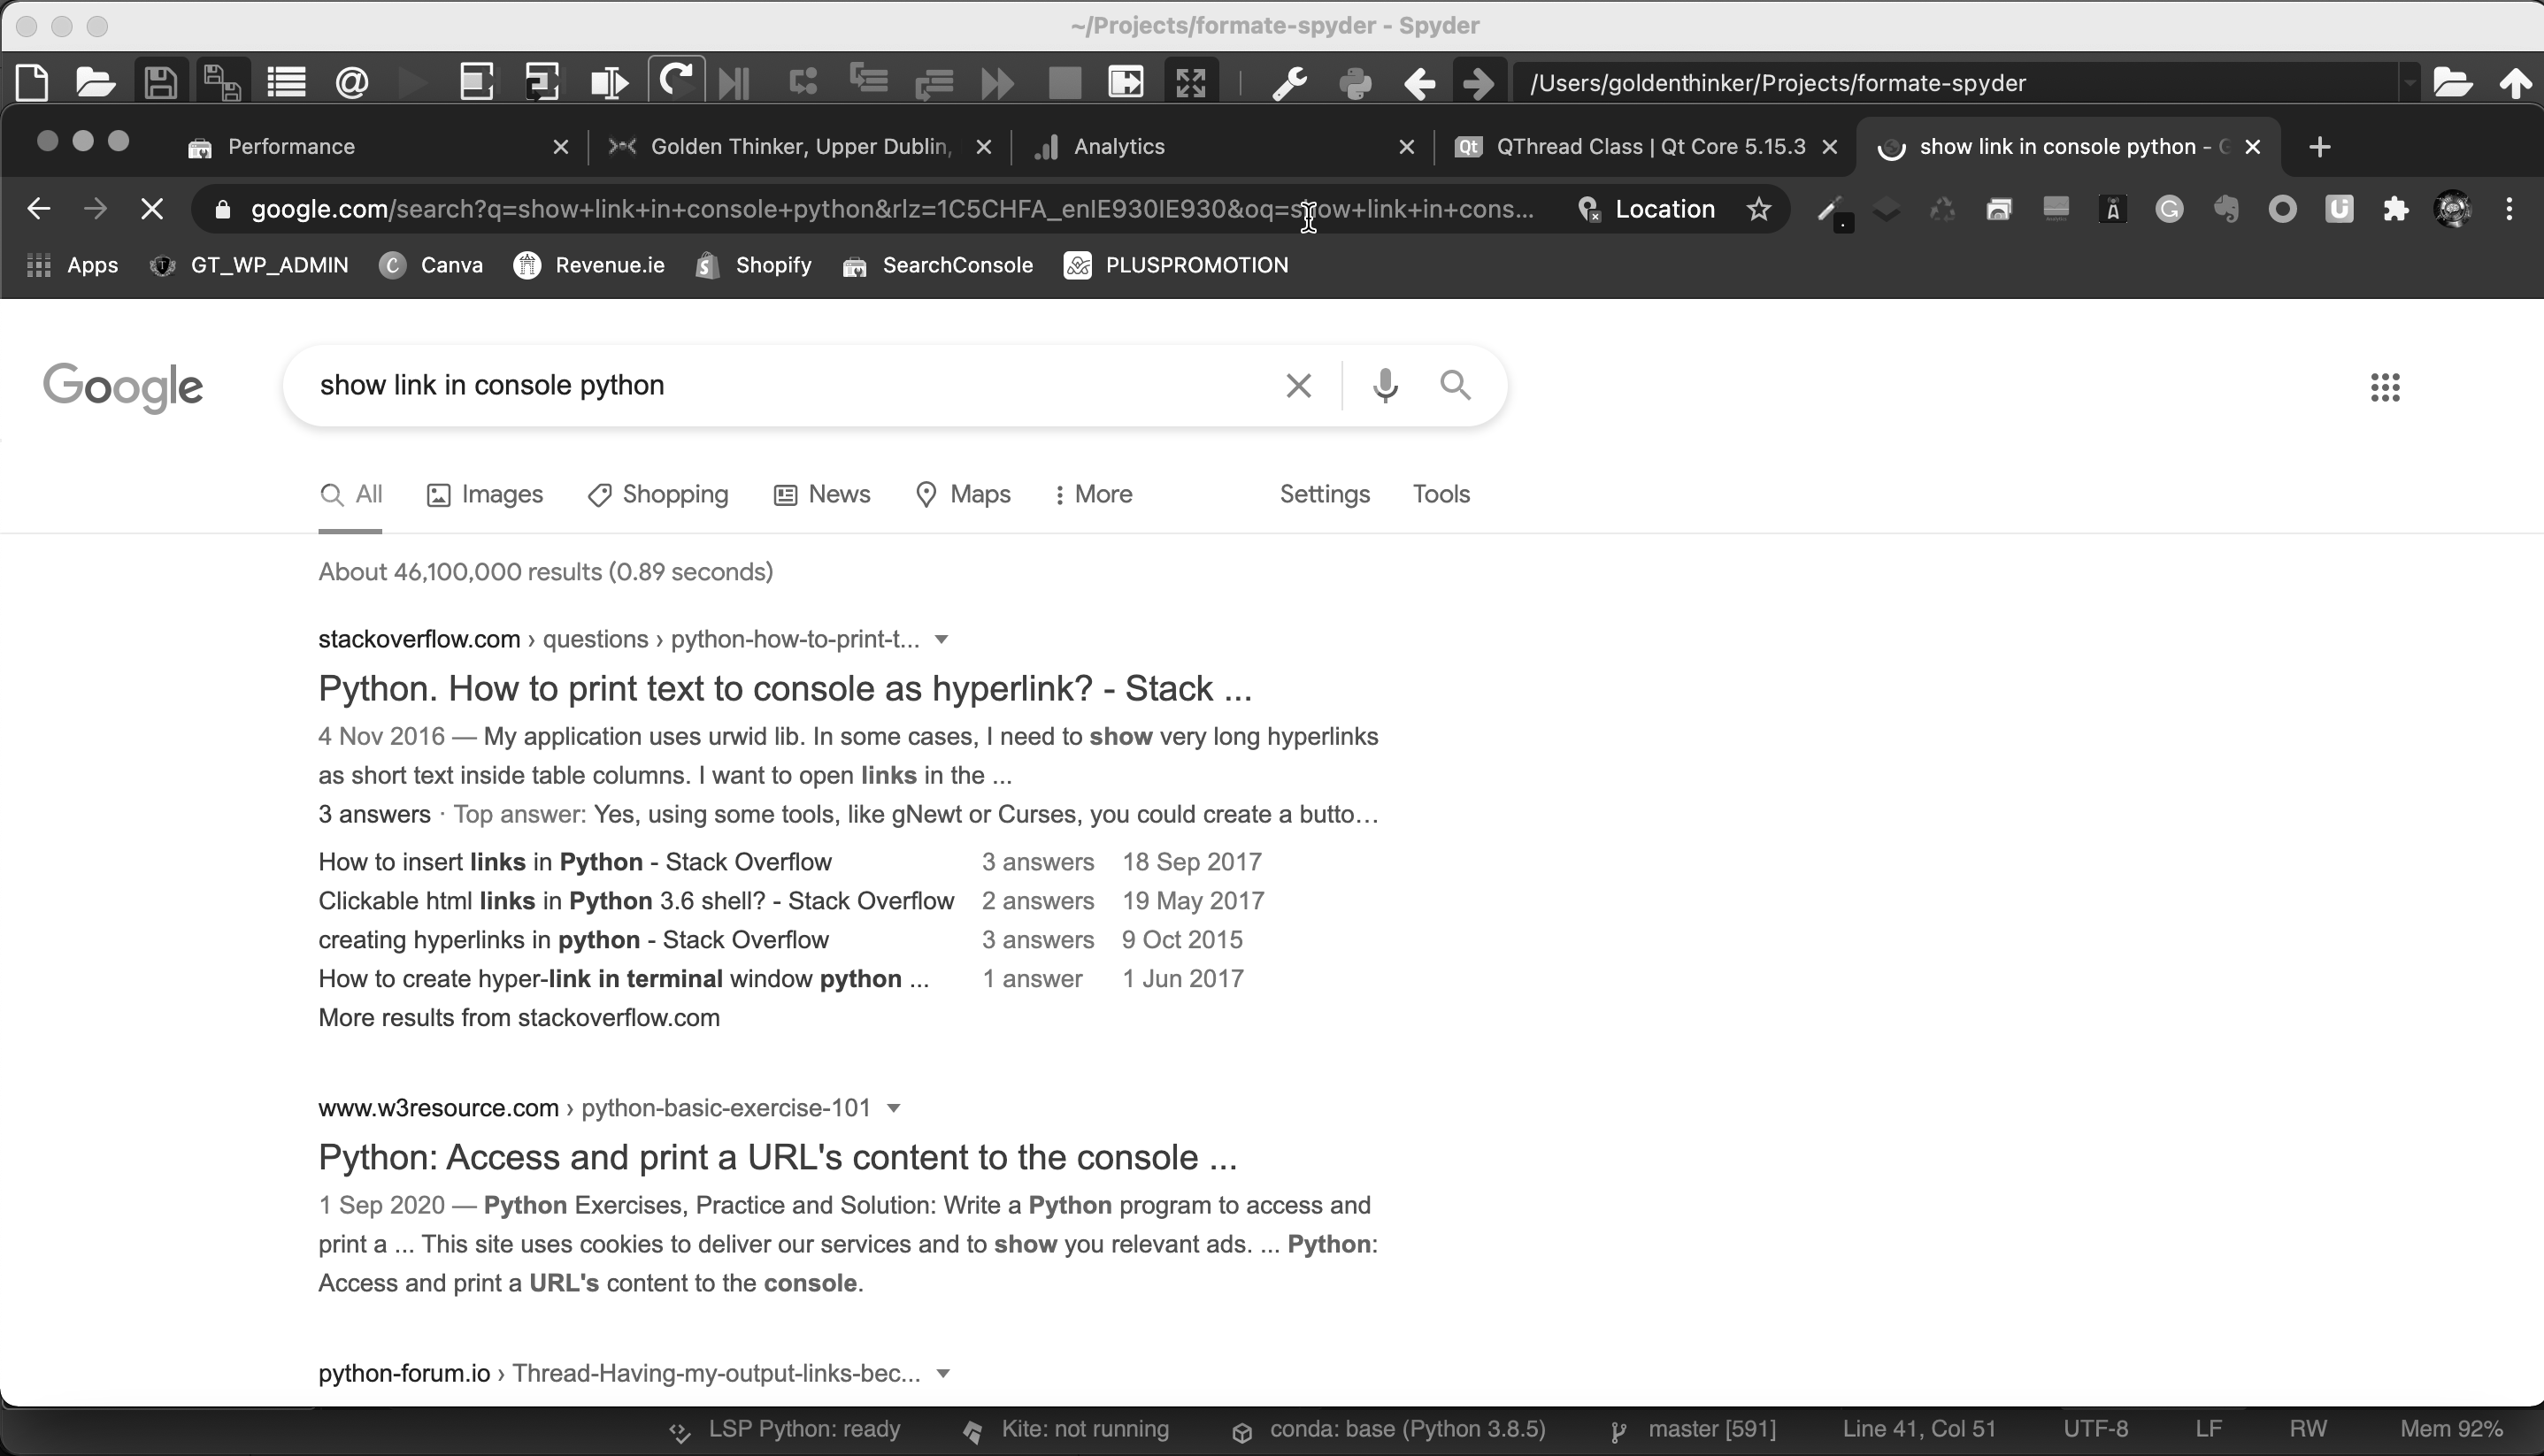 ~/Projects/formate-spyder - Spyder
/Users/goldenthinker/Projects/formate-spyder
Performance
Golden Thinker, Upper Dublin,
Analytics
Qt QThread Class | Qt Core 5.15.3
show link in console python - G
google.com/search?q=show+link+in+console+python&rlz=1C5CHFA_enIE930IE930&oq=show+link+in+cons...
Location
Apps
GT_WP_ADMIN
Canva
Revenue.ie
Shopify
SearchConsole
PLUSPROMOTION
Google
show link in console python
All
Images
Shopping
News
Maps
More
Settings
Tools
About 46,100,000 results (0.89 seconds)
stackoverflow.com › questions › python-how-to-print-t...
Python. How to print text to console as hyperlink? - Stack ...
4 Nov 2016 — My application uses urwid lib. In some cases, I need to show very long hyperlinks
as short text inside table columns. I want to open links in the ...
3 answers · Top answer: Yes, using some tools, like gNewt or Curses, you could create a butto...
How to insert links in Python - Stack Overflow 3 answers 18 Sep 2017
Clickable html links in Python 3.6 shell? - Stack Overflow 2 answers 19 May 2017
creating hyperlinks in python - Stack Overflow 3 answers 9 Oct 2015
How to create hyper-link in terminal window python ... 1 answer 1 Jun 2017
More results from stackoverflow.com
www.w3resource.com › python-basic-exercise-101
Python: Access and print a URL's content to the console ...
1 Sep 2020 — Python Exercises, Practice and Solution: Write a Python program to access and
print a ... This site uses cookies to deliver our services and to show you relevant ads. ... Python:
Access and print a URL's content to the console.
python-forum.io › Thread-Having-my-output-links-bec...
LSP Python: ready
Kite: not running
conda: base (Python 3.8.5)
master [591]
Line 41, Col 51
UTF-8
LF
RW
Mem 92%